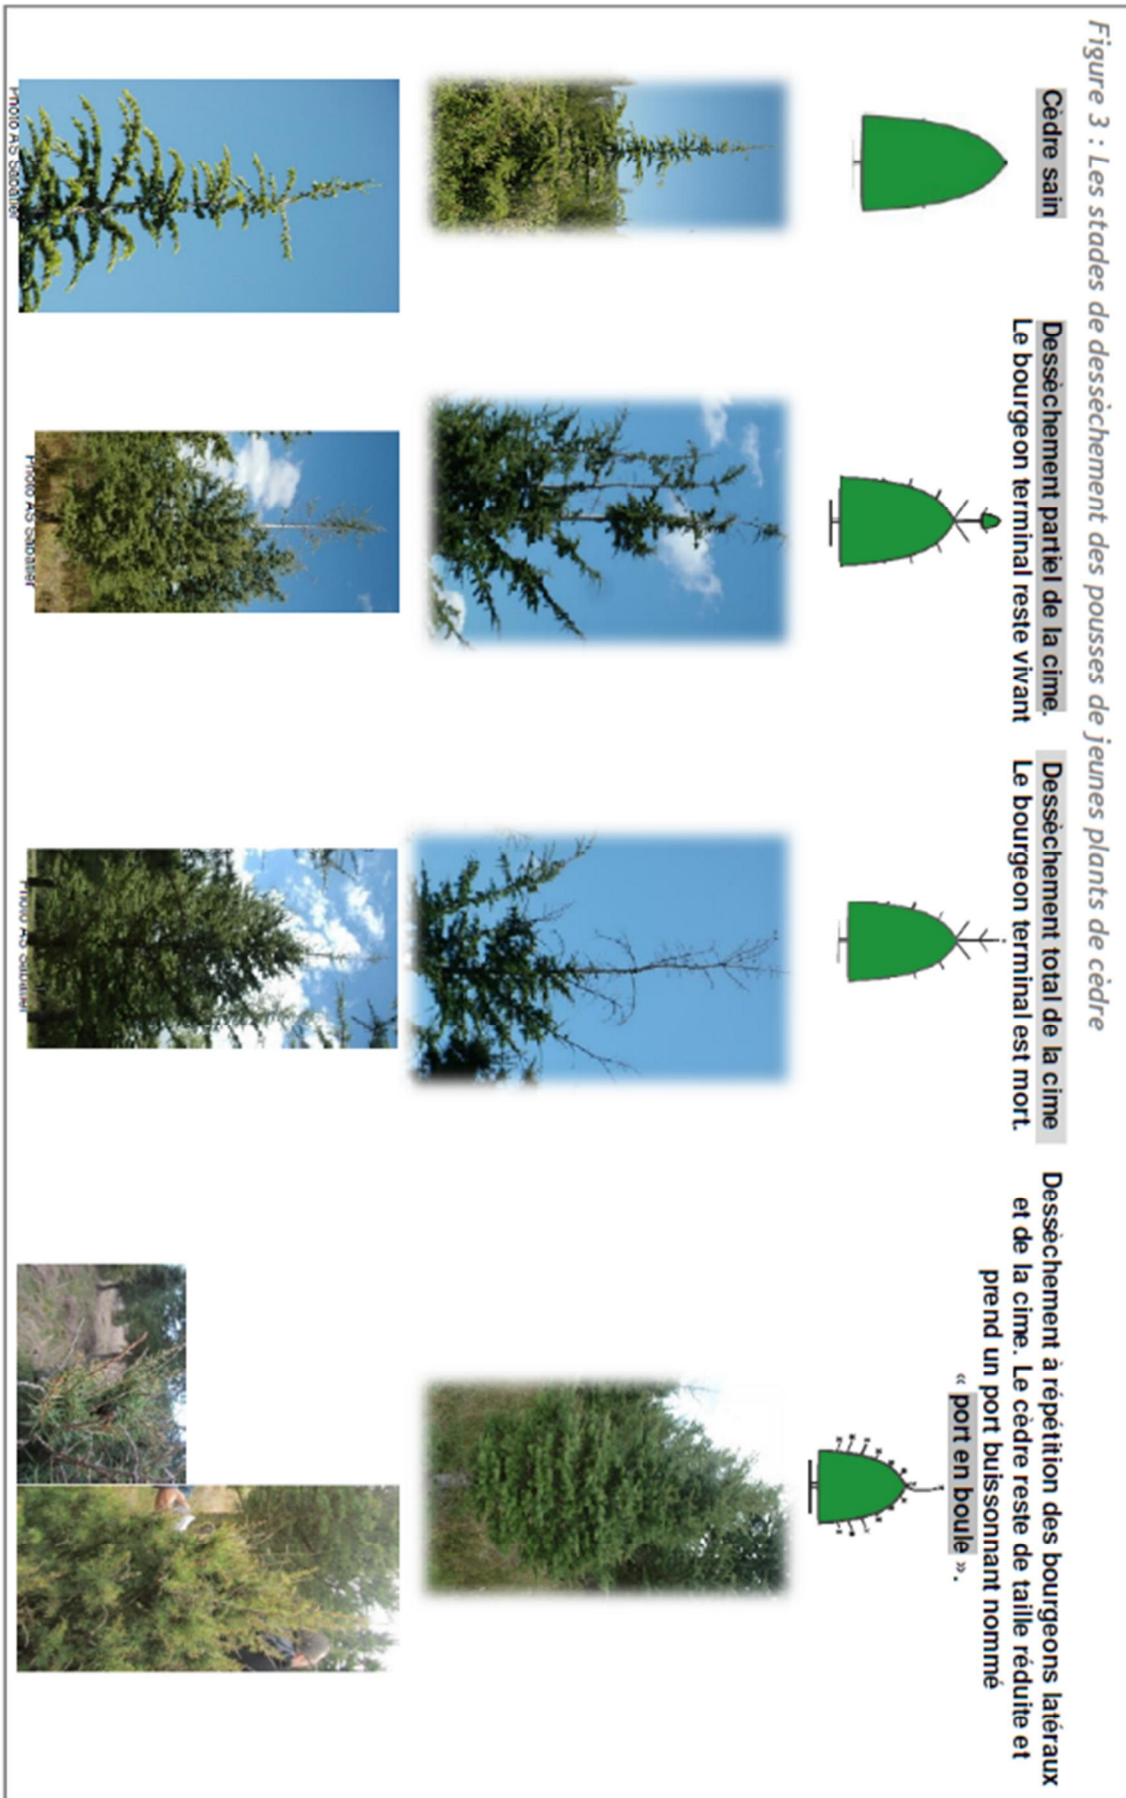 Figure 3 : Les stades de dessèchement des pousses de jeunes plants de cèdre
Cèdre sain
Dessèchement partiel de la cime.
Le bourgeon terminal reste vivant
Dessèchement total de la cime
Le bourgeon terminal est mort.
Dessèchement à répétition des bourgeons latéraux
et de la cime. Le cèdre reste de taille réduite et
prend un port buissonnant nommé
« port en boule ».
Photo AS Sabatier
Photo AS Sabatier
Photo AS Sabatier